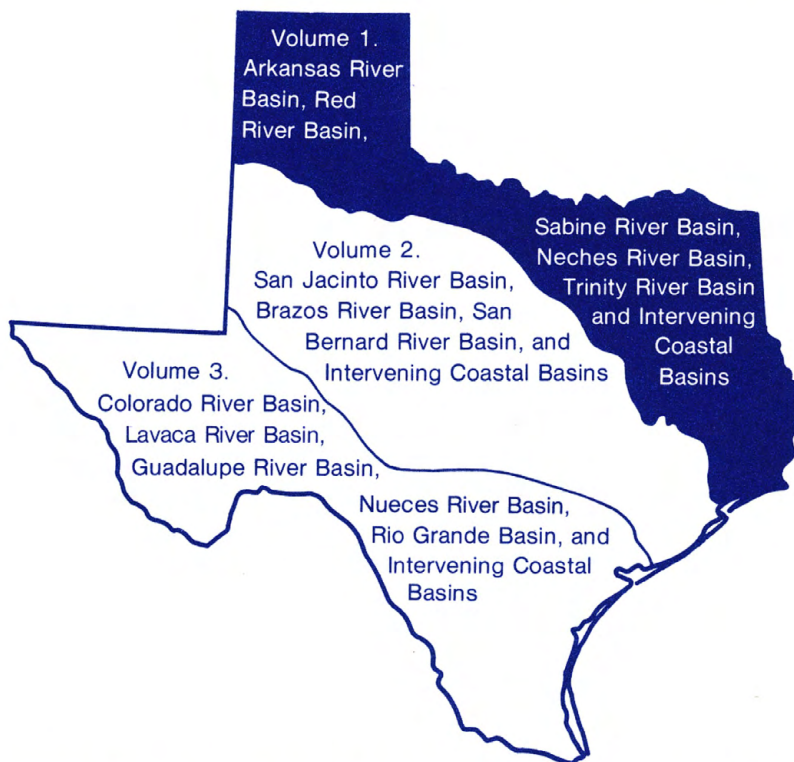 Volume 1.
Arkansas River
Basin, Red
River Basin,
Sabine River Basin,
Neches River Basin,
Trinity River Basin
and Intervening
Coastal
Basins
Volume 2.
San Jacinto River Basin,
Brazos River Basin, San
Bernard River Basin, and
Intervening Coastal Basins
Volume 3.
Colorado River Basin,
Lavaca River Basin,
Guadalupe River Basin,
Nueces River Basin,
Rio Grande Basin, and
Intervening Coastal
Basins